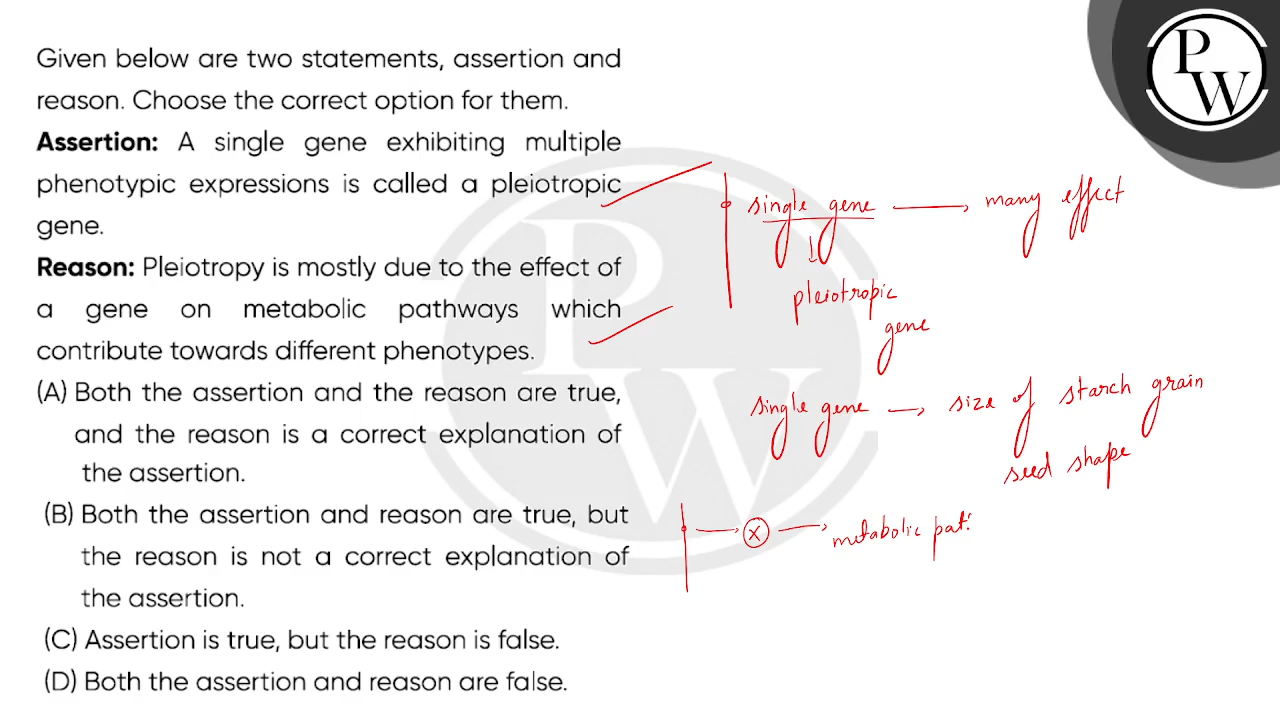 Given below are two statements, assertion and
reason. Choose the correct option for them.
Assertion: A single gene exhibiting multiple
phenotypic expressions is called a pleiotropic
gene.
Reason: Pleiotropy is mostly due to the effect of
a gene on metabolic pathways which
contribute towards different phenotypes.
(A) Both the assertion and the reason are true,
and the reason is a correct explanation of
the assertion.
(B) Both the assertion and reason are true, but
the reason is not a correct explanation of
the assertion.
(C) Assertion is true, but the reason is false.
(D) Both the assertion and reason are false.
PW
single gene → many effect
↓
pleiotropic
gene
single gene → size of starch grain
seed shape
→ X → metabolic pat
PW